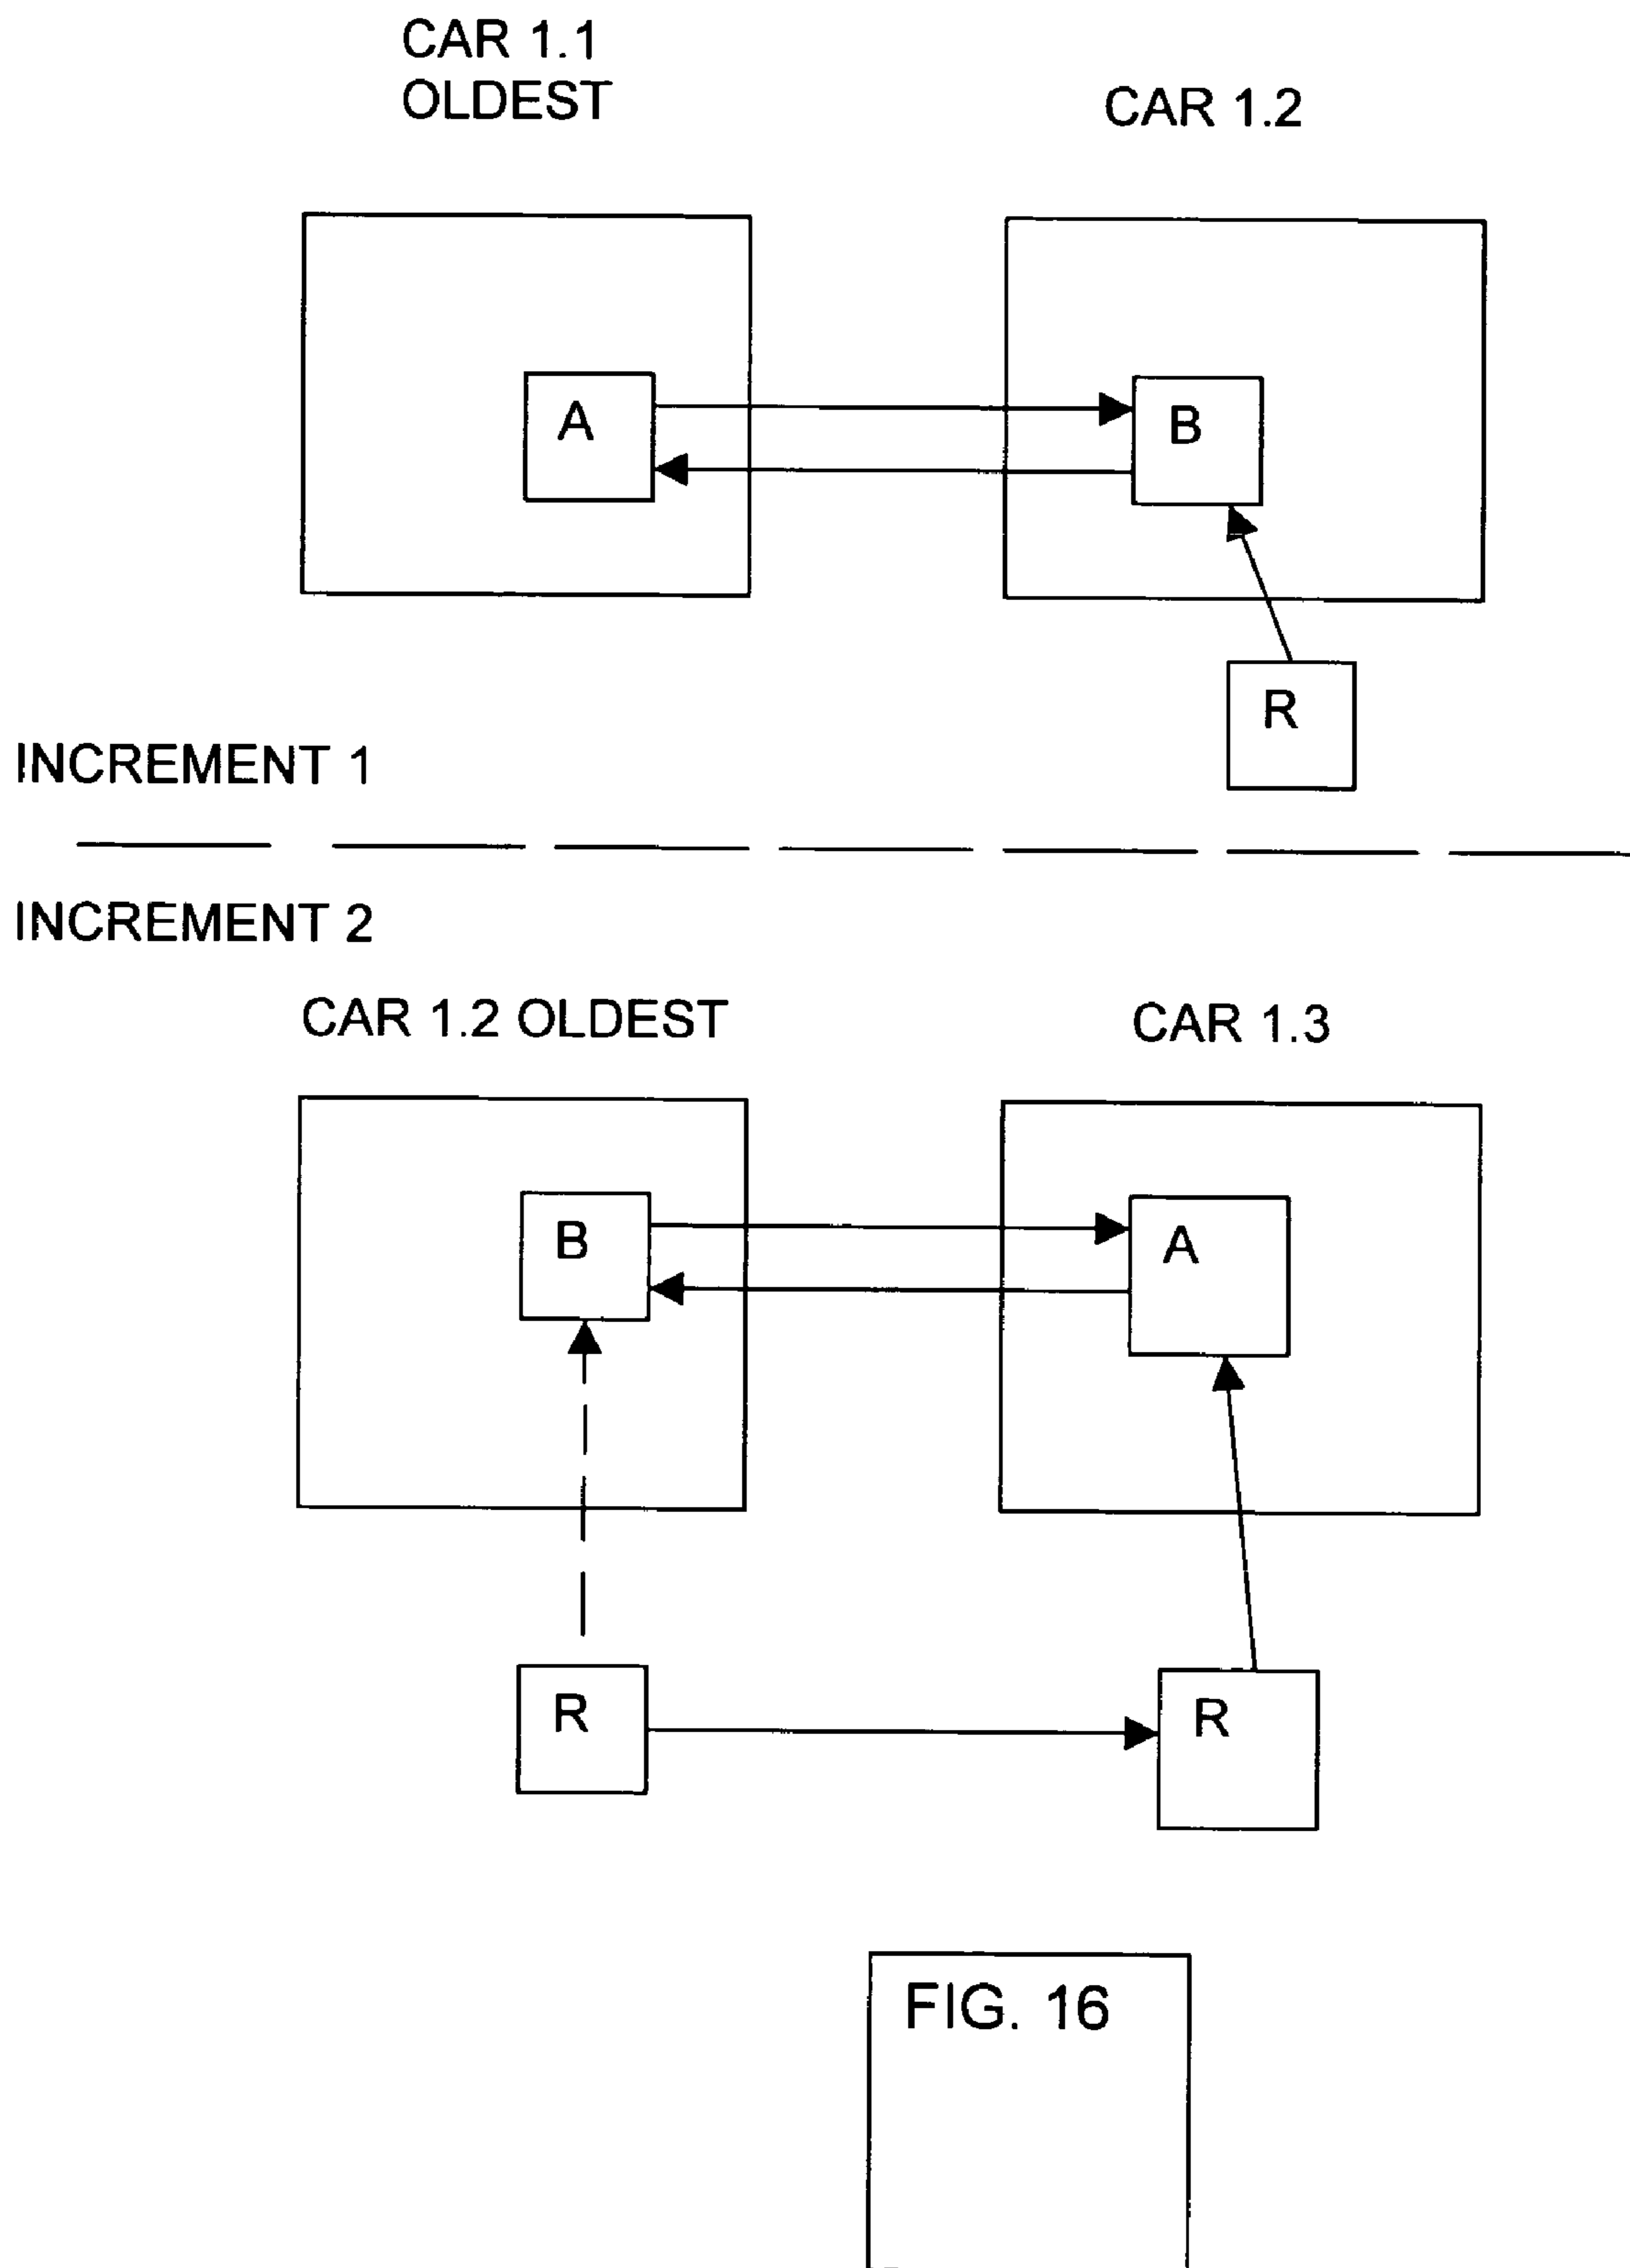 CAR 1.1
OLDEST
CAR 1.2
A
B
R
INCREMENT 1
INCREMENT 2
CAR 1.2 OLDEST
CAR 1.3
B
A
R
R
FIG. 16